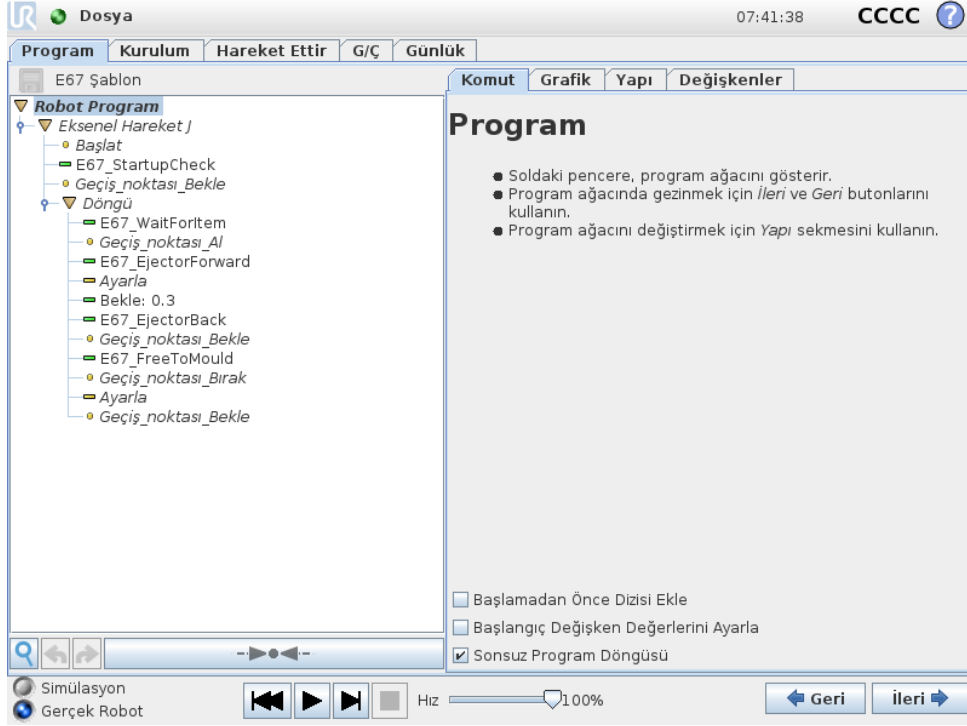 UR Dosya 07:41:38 CCCC ?
Program Kurulum Hareket Ettir G/Ç Günlük
E67 Şablon
Komut Grafik Yapı Değişkenler
Robot Program
Eksenel Hareket J
Başlat
E67_StartupCheck
Geçiş_noktası_Bekle
Döngü
E67_WaitForItem
Geçiş_noktası_Al
E67_EjectorForward
Ayarla
Bekle: 0.3
E67_EjectorBack
Geçiş_noktası_Bekle
E67_FreeToMould
Geçiş_noktası_Bırak
Ayarla
Geçiş_noktası_Bekle
Program
Soldaki pencere, program ağacını gösterir.
Program ağacında gezinmek için İleri ve Geri butonlarını
kullanın.
Program ağacını değiştirmek için Yapı sekmesini kullanın.
Başlamadan Önce Dizisi Ekle
Başlangıç Değişken Değerlerini Ayarla
Sonsuz Program Döngüsü
Simülasyon
Gerçek Robot
Hız 100%
Geri İleri